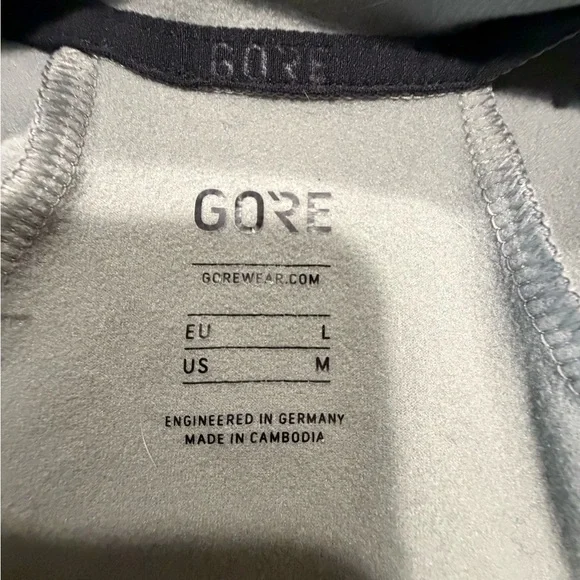 GORE
GORE
GOREWEAR.COM
EU L
US M
ENGINEERED IN GERMANY
MADE IN CAMBODIA